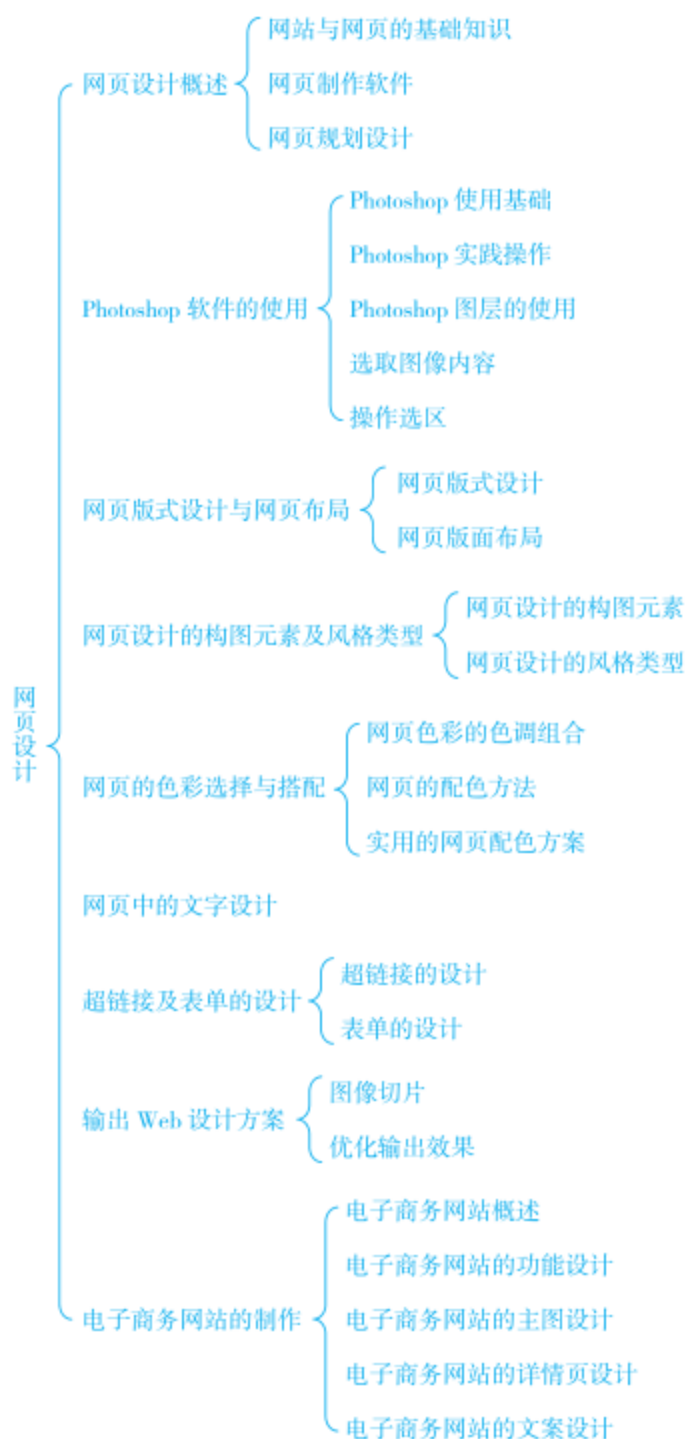 网页设计
网页设计概述
网站与网页的基础知识
网页制作软件
网页规划设计
Photoshop 软件的使用
Photoshop 使用基础
Photoshop 实践操作
Photoshop 图层的使用
选取图像内容
操作选区
网页版式设计与网页布局
网页版式设计
网页版面布局
网页设计的构图元素及风格类型
网页设计的构图元素
网页设计的风格类型
网页的色彩选择与搭配
网页色彩的色调组合
网页的配色方法
实用的网页配色方案
网页中的文字设计
超链接及表单的设计
超链接的设计
表单的设计
输出 Web 设计方案
图像切片
优化输出效果
电子商务网站的制作
电子商务网站概述
电子商务网站的功能设计
电子商务网站的主图设计
电子商务网站的详情页设计
电子商务网站的文案设计